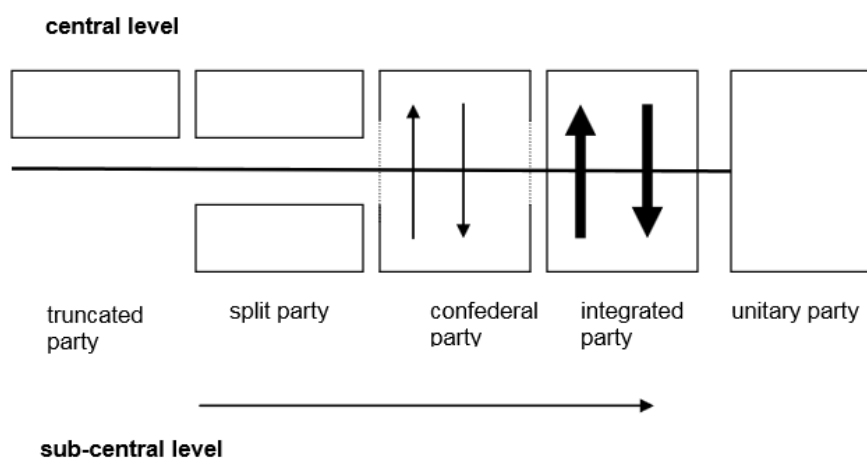 central level
truncated
party
split party
confederal
party
integrated
party
unitary party
sub-central level